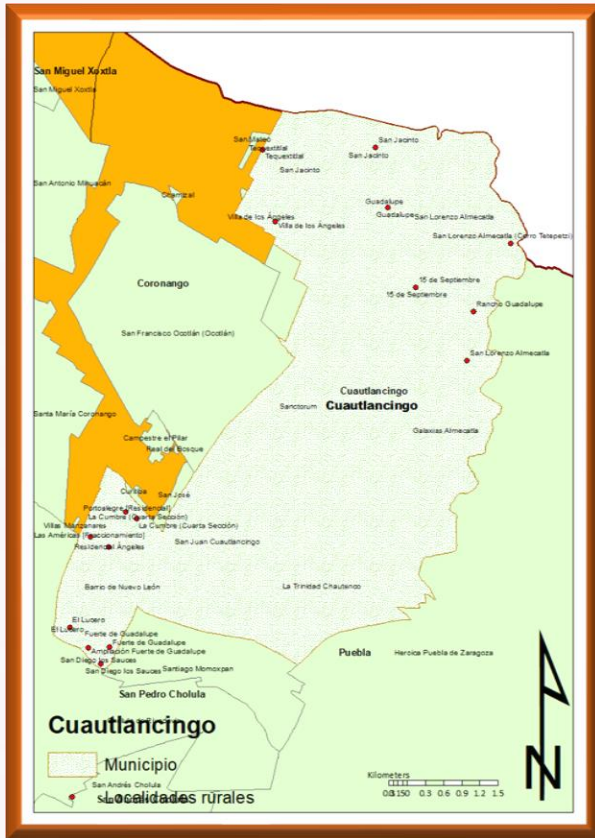 San Miguel Xoxtla
San Miguel Xoxtla
San Mateo
Tequextitlal
Tequextitlal
San Jacinto
San Jacinto
San Jacinto
San Antonio Mihuacán
Chamizal
Guadalupe
Guadalupe
San Lorenzo Almecatla
Villa de los Ángeles
Villa de los Ángeles
San Lorenzo Almecatla (Cerro Tetepetzi)
Coronango
15 de Septiembre
15 de Septiembre
Rancho Guadalupe
San Francisco Ocotlán (Ocotlán)
San Lorenzo Almecatla
Cuautlancingo
Cuautlancingo
Sanctorum
Santa María Coronango
Galaxias Almecatla
Campestre el Pilar
Real del Bosque
San José
Portoalegre [Residencial]
La Cumbre (Cuarta Sección)
Villas Manzanares
La Cumbre (Cuarta Sección)
Las Américas [Fraccionamiento]
Residencial Ángeles
San Juan Cuautlancingo
Barrio de Nuevo León
La Trinidad Chautenco
El Lucero
El Lucero
Fuerte de Guadalupe
Fuerte de Guadalupe
Ampliación Fuerte de Guadalupe
San Diego los Sauces
San Diego los Sauces
Santiago Momoxpan
Puebla
Heroica Puebla de Zaragoza
San Pedro Cholula
Cuautlancingo
Municipio
Kilometers
0.3 0.6 0.9 1.2 1.5
San Andrés Cholula
Localidades rurales
N